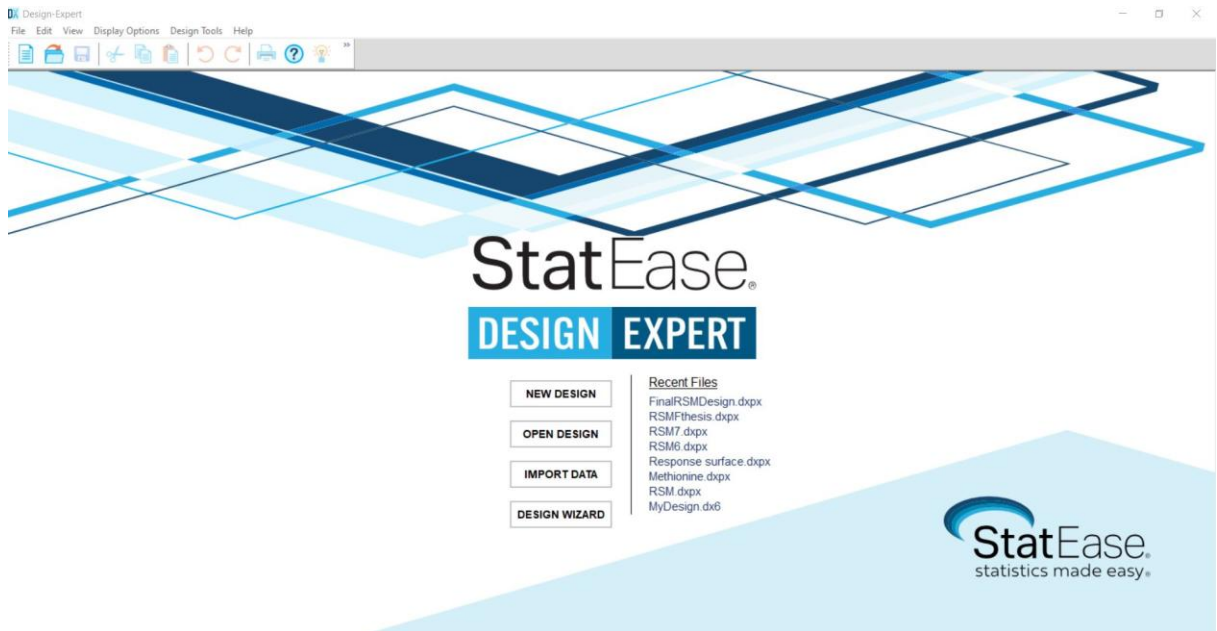 DX Design-Expert
File Edit View Display Options Design Tools Help
StatEase®
DESIGN EXPERT
NEW DESIGN
OPEN DESIGN
IMPORT DATA
DESIGN WIZARD
Recent Files
FinalRSMDesign.dxpx
RSMFthesis.dxpx
RSM7.dxpx
RSM6.dxpx
Response surface.dxpx
Methionine.dxpx
RSM.dxpx
MyDesign.dx6
StatEase®
statistics made easy®